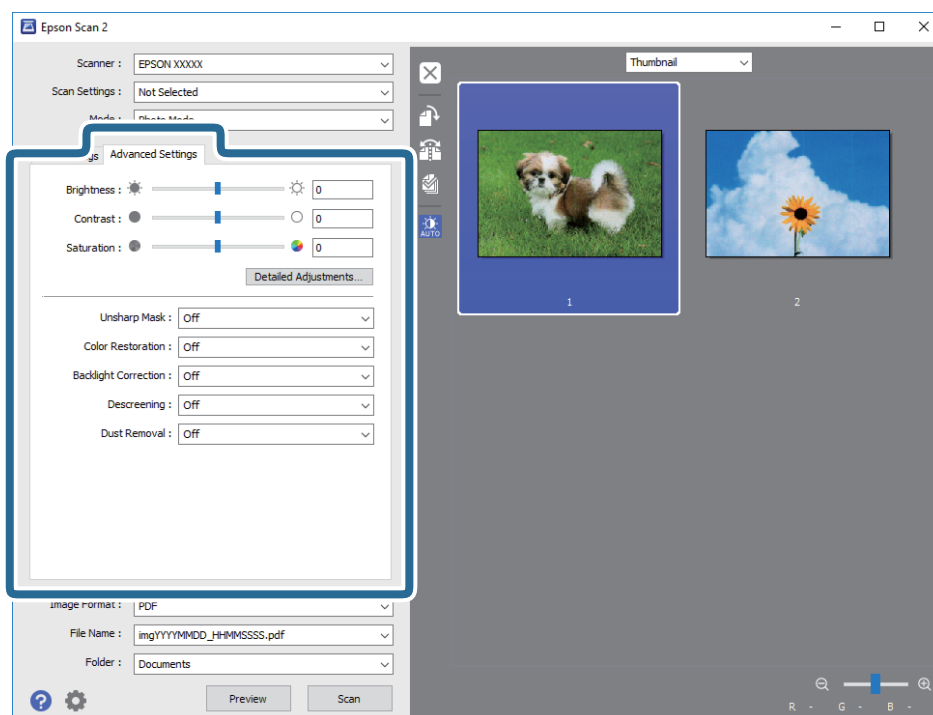 Epson Scan 2
Scanner : EPSON XXXXX
Scan Settings : Not Selected
Advanced Settings
Brightness : 0
Contrast : 0
Saturation : 0
Detailed Adjustments...
Unsharp Mask : Off
Color Restoration : Off
Backlight Correction : Off
Descreening : Off
Dust Removal : Off
Image Format : PDF
File Name : imgYYYYMMDD_HHMMSSSS.pdf
Folder : Documents
? Preview Scan
Thumbnail
AUTO
1 2
R - G - B -